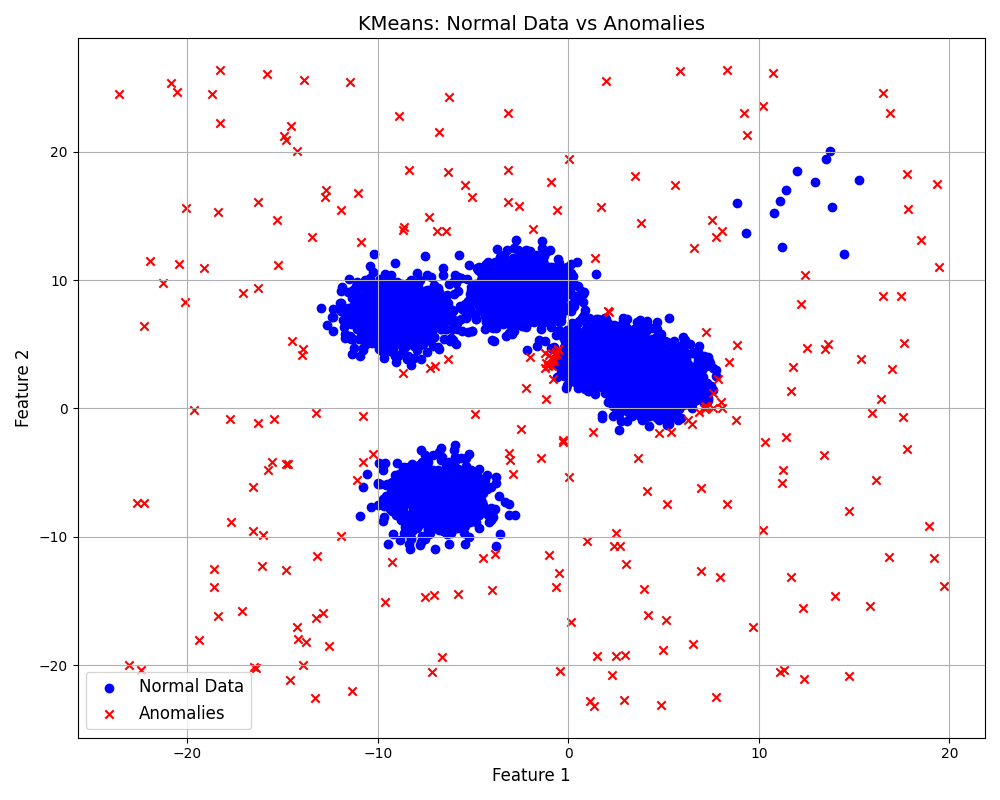 KMeans: Normal Data vs Anomalies
20
10
0
−10
−20
Feature 2
Normal Data
Anomalies
−20 −10 0 10 20
Feature 1